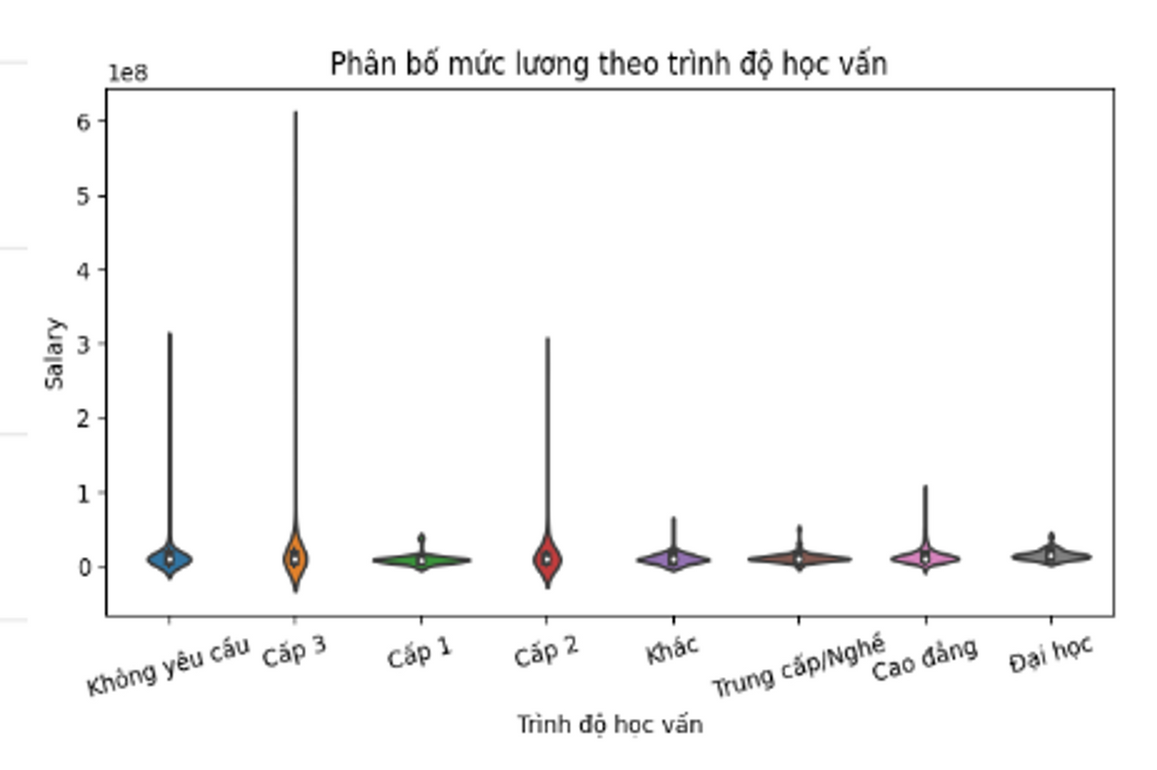 Phân bố mức lương theo trình độ học vấn
1e8
6
5
4
3
2
1
0
Salary
Không yêu cầu
Cấp 3
Cấp 1
Cấp 2
Khác
Trung cấp/Nghề
Cao đẳng
Đại học
Trình độ học vấn